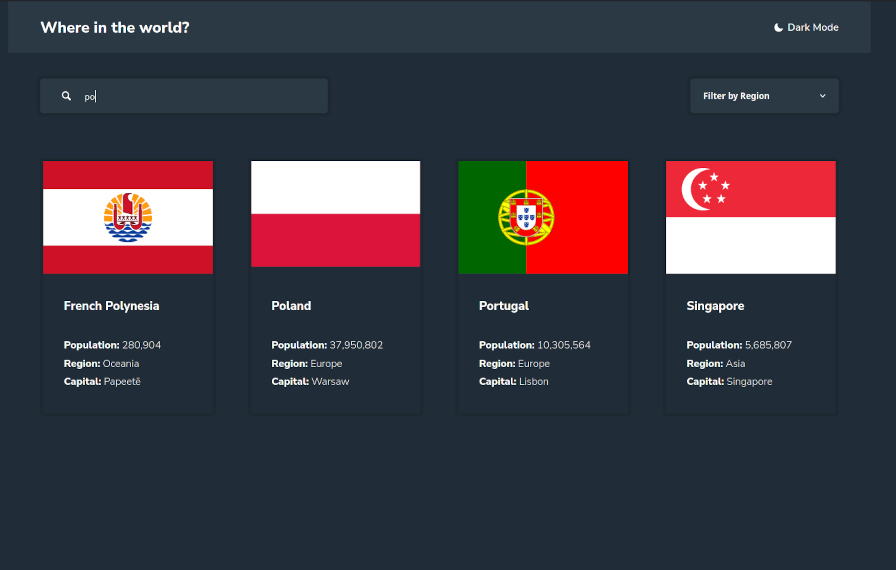 Where in the world?
Dark Mode
po
Filter by Region
French Polynesia
Population: 280,904
Region: Oceania
Capital: Papeetē
Poland
Population: 37,950,802
Region: Europe
Capital: Warsaw
Portugal
Population: 10,305,564
Region: Europe
Capital: Lisbon
Singapore
Population: 5,685,807
Region: Asia
Capital: Singapore